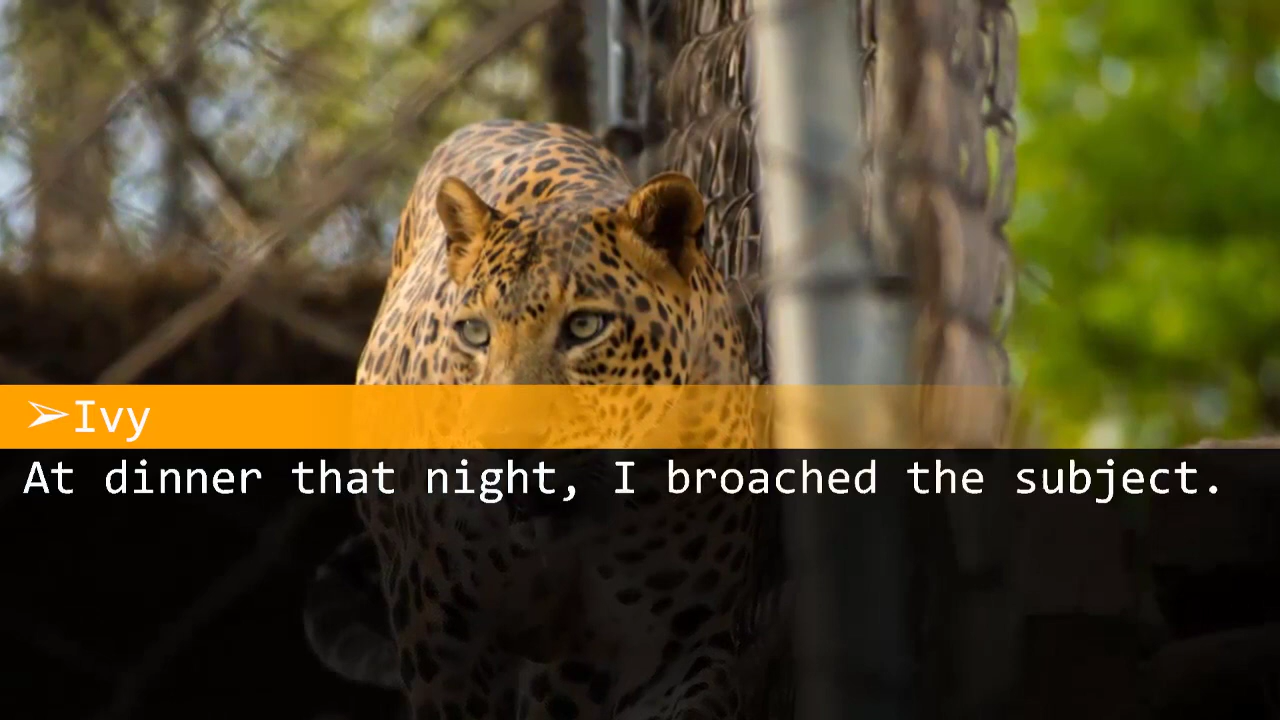 ➢Ivy
At dinner that night, I broached the subject.